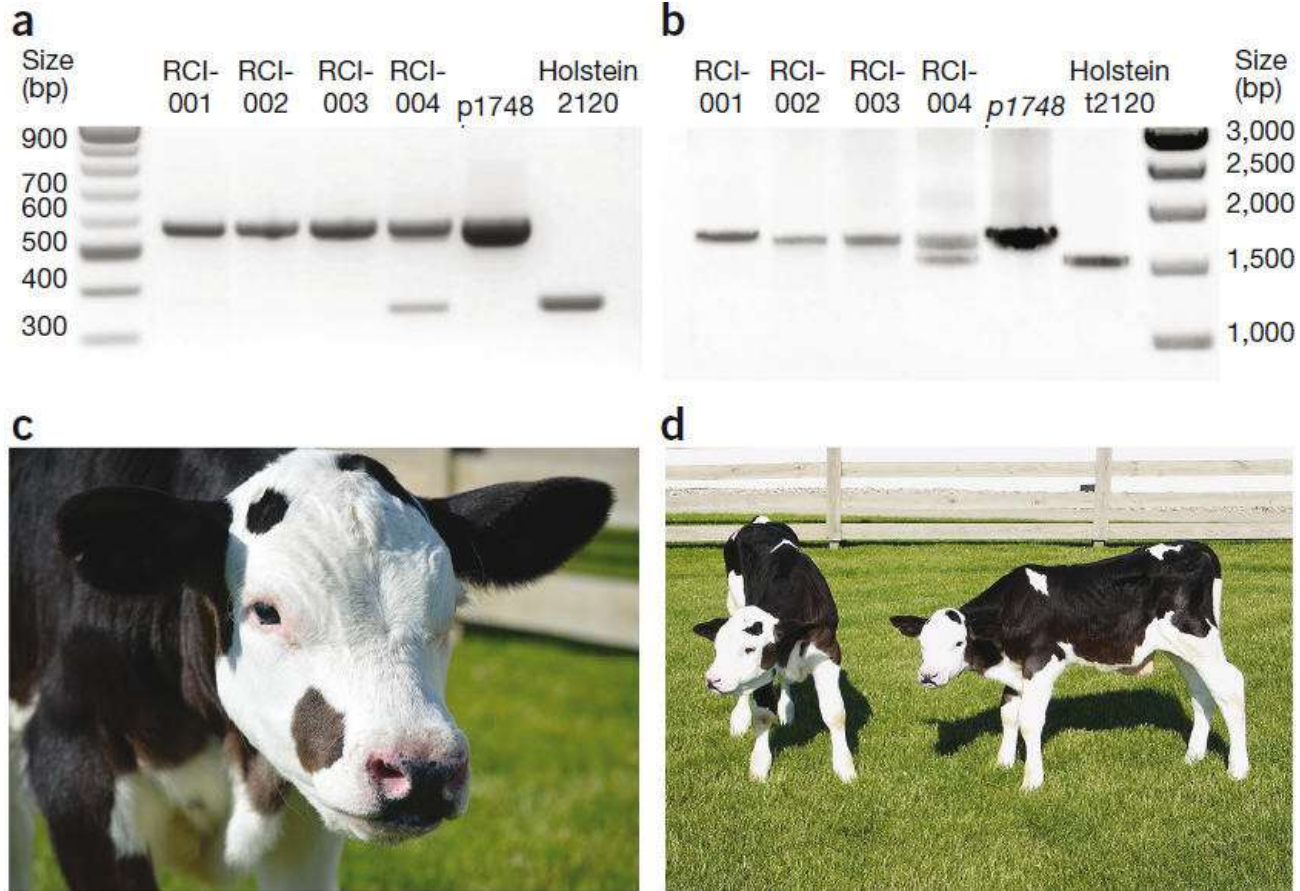 a
Size
(bp)
RCI-
001
RCI-
002
RCI-
003
RCI-
004
p1748
Holstein
2120
900
700
600
500
400
300
b
RCI-
001
RCI-
002
RCI-
003
RCI-
004
p1748
Holstein
t2120
Size
(bp)
3,000
2,500
2,000
1,500
1,000
c
d